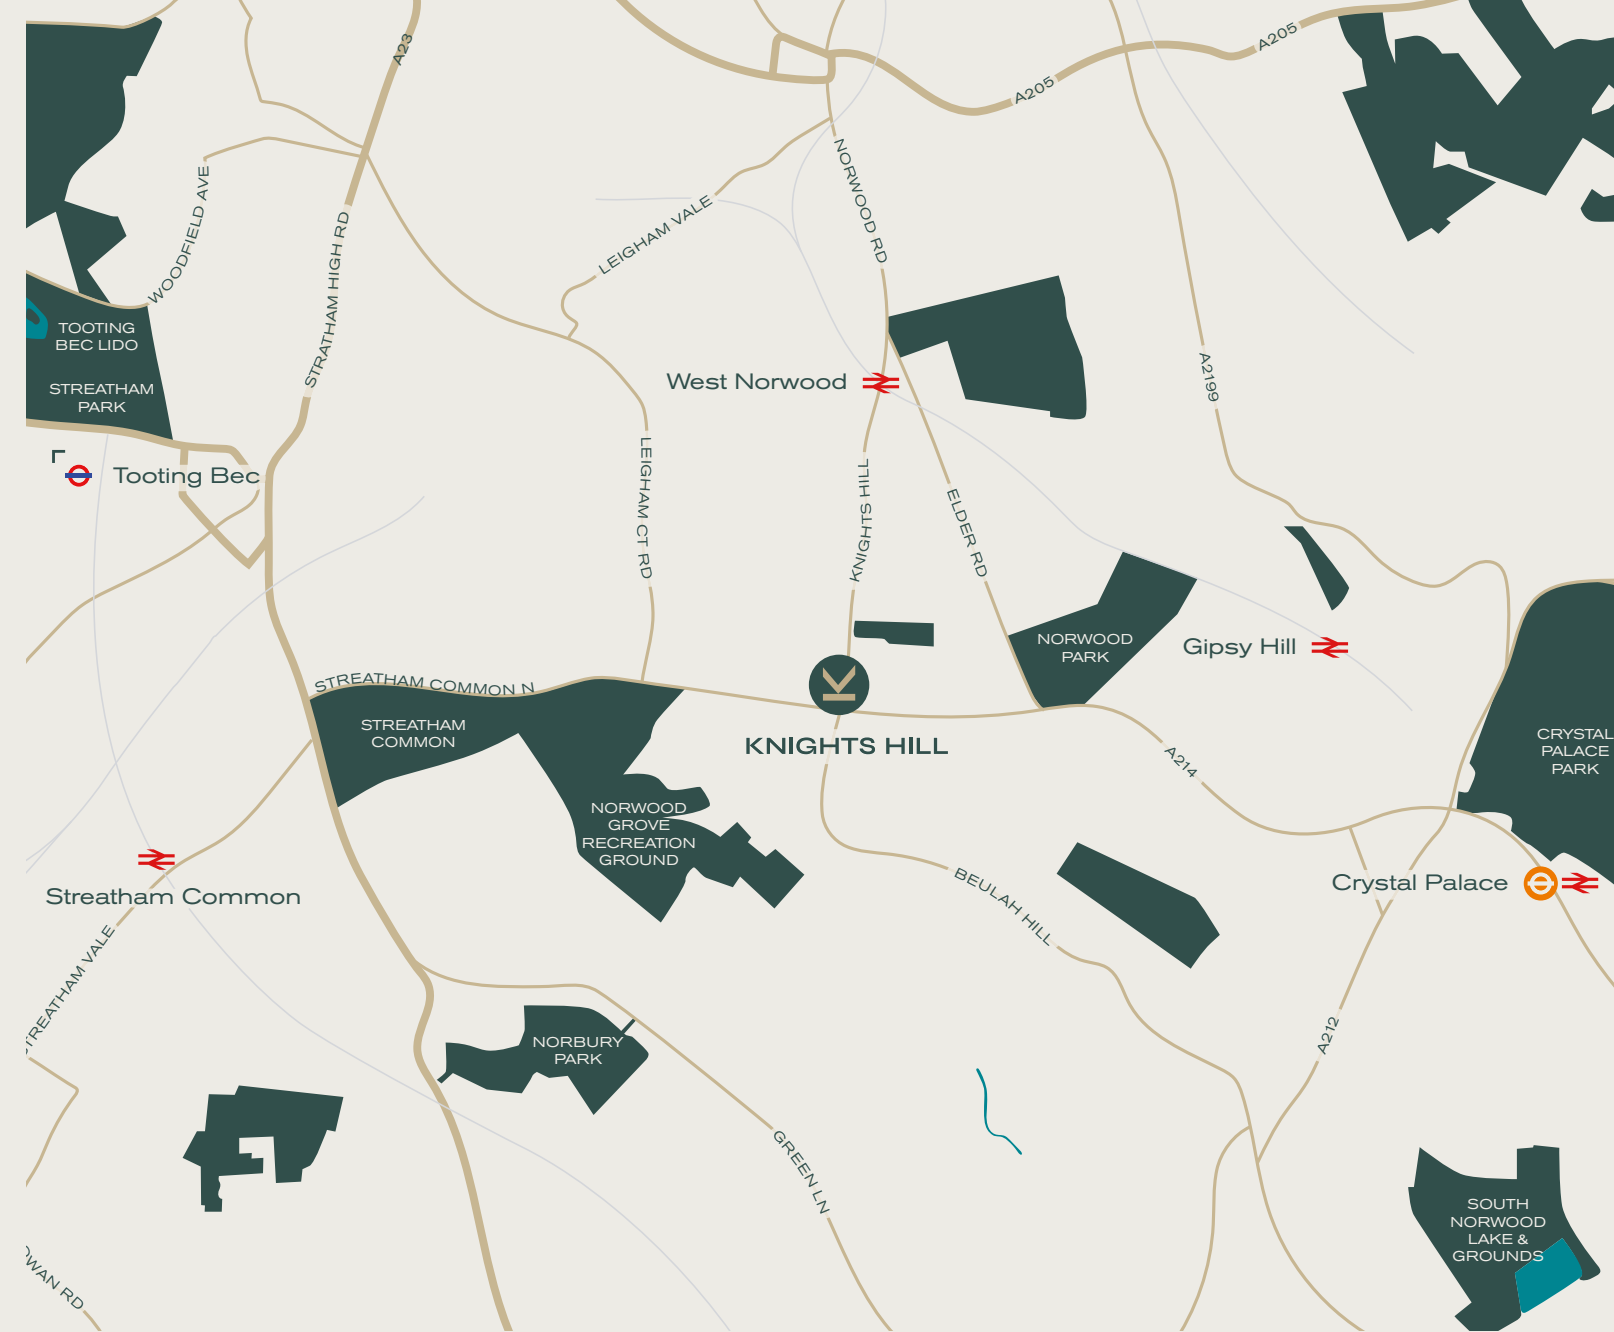 A23
A205
A205
NORWOOD RD
WOODFIELD AVE
LEIGHAM VALE
STRATHAM HIGH RD
TOOTING
BEC LIDO
STREATHAM
PARK
West Norwood
A2199
Tooting Bec
LEIGHAM CT RD
KNIGHTS HILL
ELDER RD
NORWOOD
PARK
Gipsy Hill
STREATHAM COMMON N
STREATHAM
COMMON
KNIGHTS HILL
CRYSTAL
PALACE
PARK
A214
NORWOOD
GROVE
RECREATION
GROUND
Streatham Common
BEULAH HILL
Crystal Palace
STREATHAM VALE
A212
NORBURY
PARK
GREEN LN
SOUTH
NORWOOD
LAKE &
GROUNDS
WAN RD